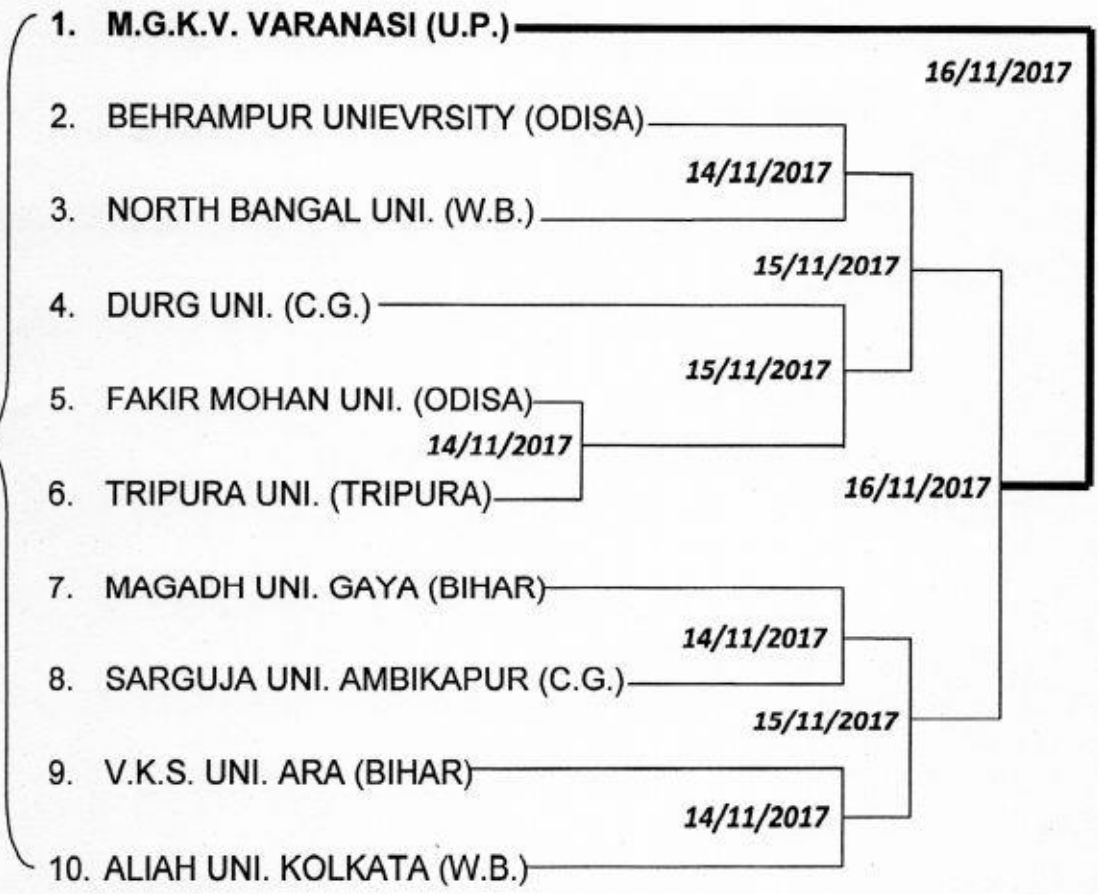 1. M.G.K.V. VARANASI (U.P.)
16/11/2017
2. BEHRAMPUR UNIEVRSITY (ODISA)
14/11/2017
3. NORTH BANGAL UNI. (W.B.)
15/11/2017
4. DURG UNI. (C.G.)
15/11/2017
5. FAKIR MOHAN UNI. (ODISA)
14/11/2017
6. TRIPURA UNI. (TRIPURA)
16/11/2017
7. MAGADH UNI. GAYA (BIHAR)
14/11/2017
8. SARGUJA UNI. AMBIKAPUR (C.G.)
15/11/2017
9. V.K.S. UNI. ARA (BIHAR)
14/11/2017
10. ALIAH UNI. KOLKATA (W.B.)